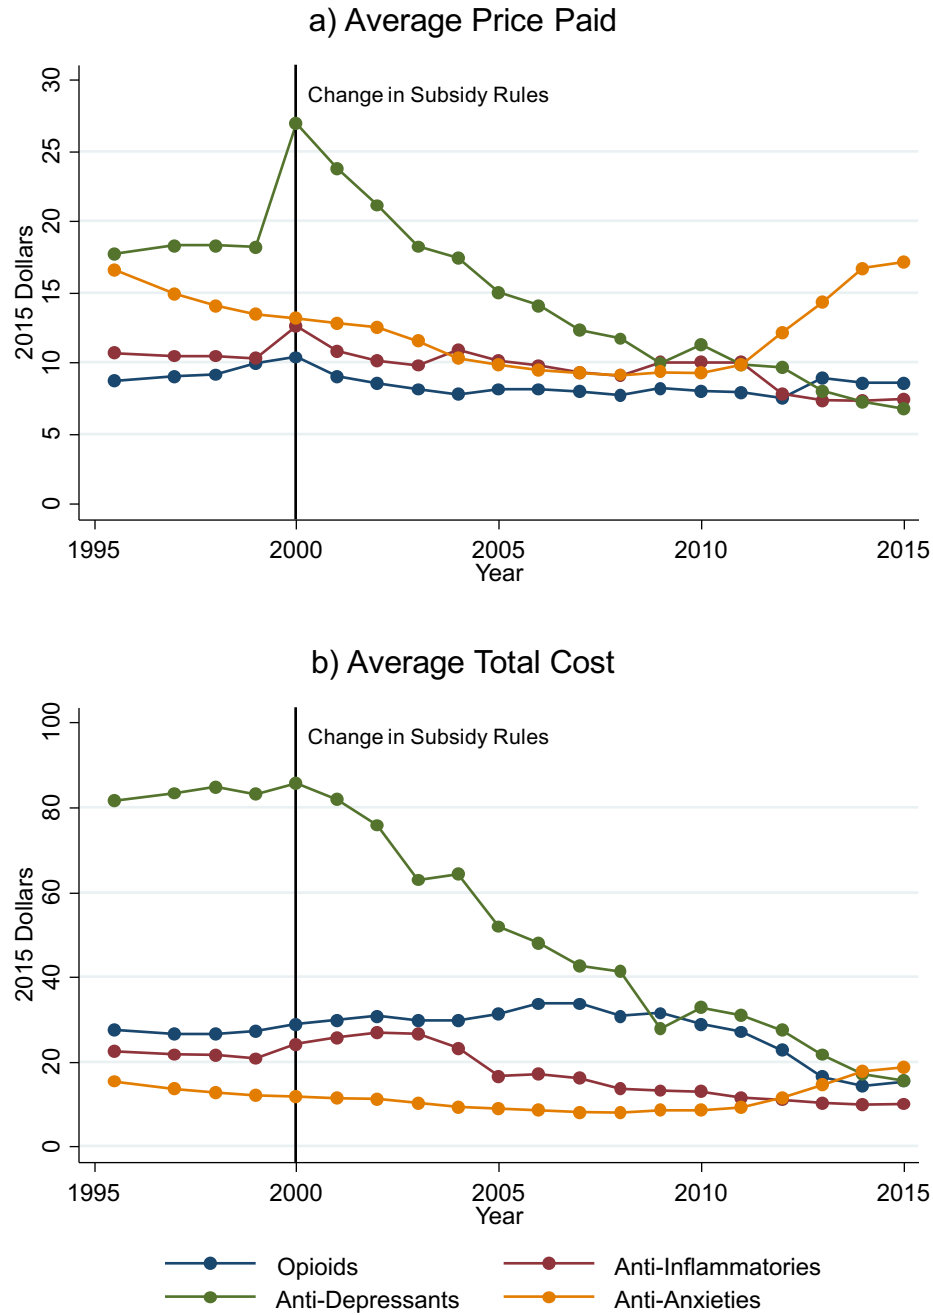 a) Average Price Paid
Change in Subsidy Rules
2015 Dollars
30
25
20
15
10
5
0
1995 2000 2005 2010 2015
Year
b) Average Total Cost
Change in Subsidy Rules
2015 Dollars
100
80
60
40
20
0
1995 2000 2005 2010 2015
Year
Opioids Anti-Inflammatories
Anti-Depressants Anti-Anxieties